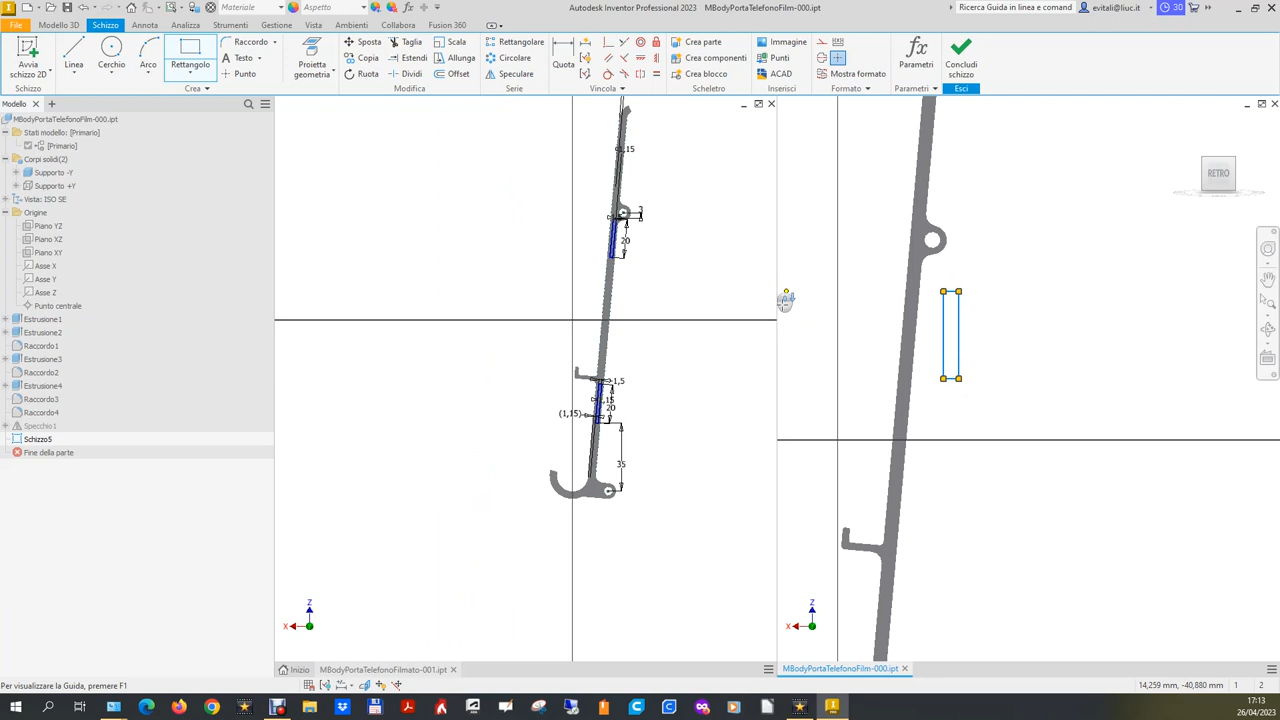 Materiale
Aspetto
Autodesk Inventor Professional 2023 MBodyPortaTelefonoFilm-000.ipt
Ricerca Guida in linea e comand
evitali@liuc.it
30
File
Modello 3D
Schizzo
Annota
Analizza
Strumenti
Gestione
Vista
Ambienti
Collabora
Fusion 360
Avvia
schizzo 2D
Linea
Cerchio
Arco
Rettangolo
Raccordo
Testo
Punto
Proietta
geometria
Sposta
Copia
Ruota
Taglia
Estendi
Dividi
Scala
Allunga
Offset
Rettangolare
Circolare
Speculare
Quota
Crea parte
Crea componenti
Crea blocco
Immagine
Punti
ACAD
Mostra formato
fx
Parametri
Concludi
schizzo
Schizzo
Crea
Modifica
Serie
Vincola
Scheletro
Inserisci
Formato
Parametri
Esci
Modello
MBodyPortaTelefonoFilm-000.ipt
Stati modello: [Primario]
[Primario]
Corpi solidi(2)
Supporto -Y
Supporto +Y
Vista: ISO SE
Origine
Piano YZ
Piano XZ
Piano XY
Asse X
Asse Y
Asse Z
Punto centrale
Estrusione1
Estrusione2
Raccordo1
Estrusione3
Raccordo2
Estrusione4
Raccordo3
Raccordo4
Specchio1
Schizzo5
Fine della parte
1,15
3
20
1,5
20
(1,15)
35
Z
X
RETRO
Z
X
Inizio
MBodyPortaTelefonoFilmato-001.ipt
MBodyPortaTelefonoFilm-000.ipt
Per visualizzare la Guida, premere F1
14,259 mm, -40,880 mm
1
2
17:13
26/04/2023